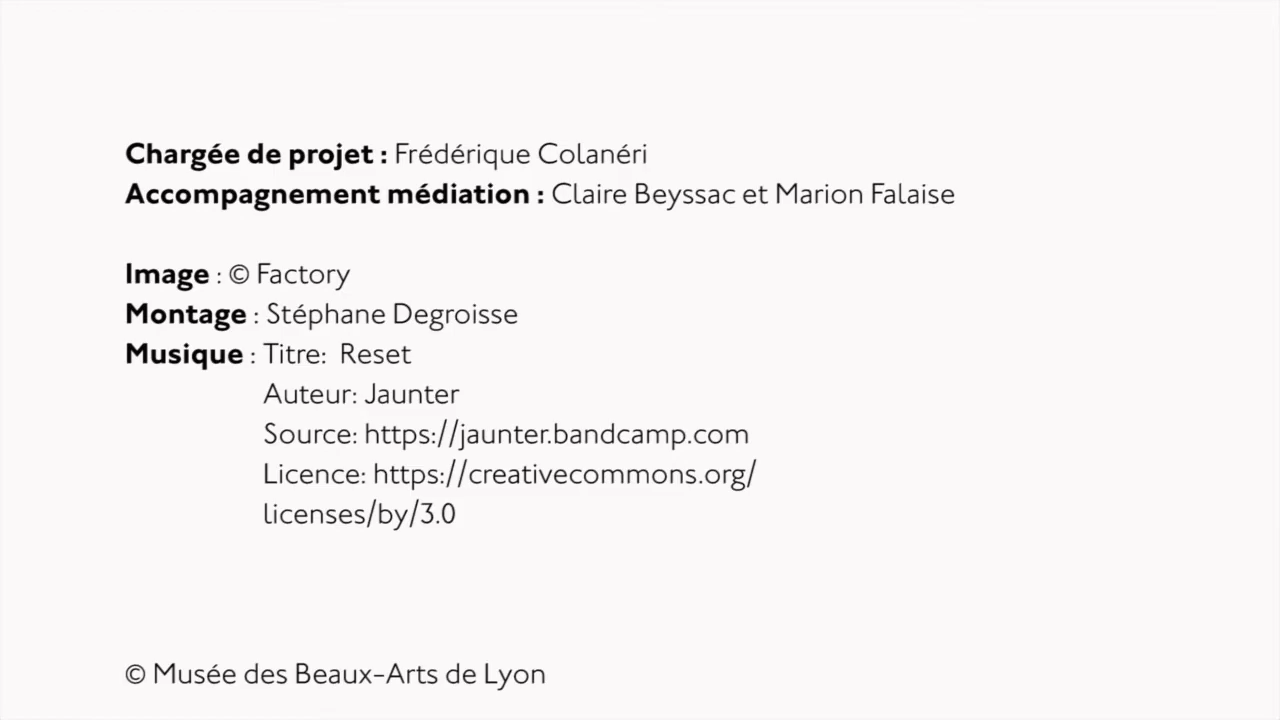 Chargée de projet : Frédérique Colanéri
Accompagnement médiation : Claire Beyssac et Marion Falaise
Image : © Factory
Montage : Stéphane Degroisse
Musique : Titre: Reset
Auteur: Jaunter
Source: https://jaunter.bandcamp.com
Licence: https://creativecommons.org/
licenses/by/3.0
© Musée des Beaux-Arts de Lyon